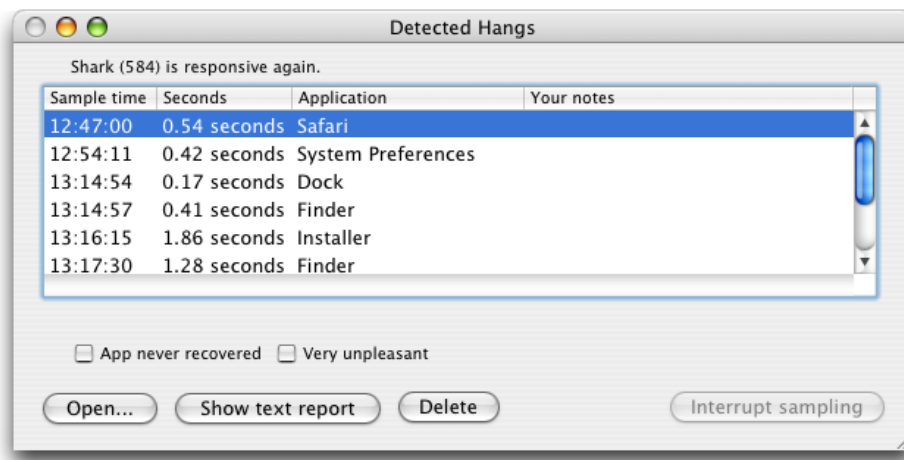 Detected Hangs
Shark (584) is responsive again.
Sample time Seconds Application Your notes
12:47:00 0.54 seconds Safari
12:54:11 0.42 seconds System Preferences
13:14:54 0.17 seconds Dock
13:14:57 0.41 seconds Finder
13:16:15 1.86 seconds Installer
13:17:30 1.28 seconds Finder
App never recovered Very unpleasant
Open... Show text report Delete Interrupt sampling